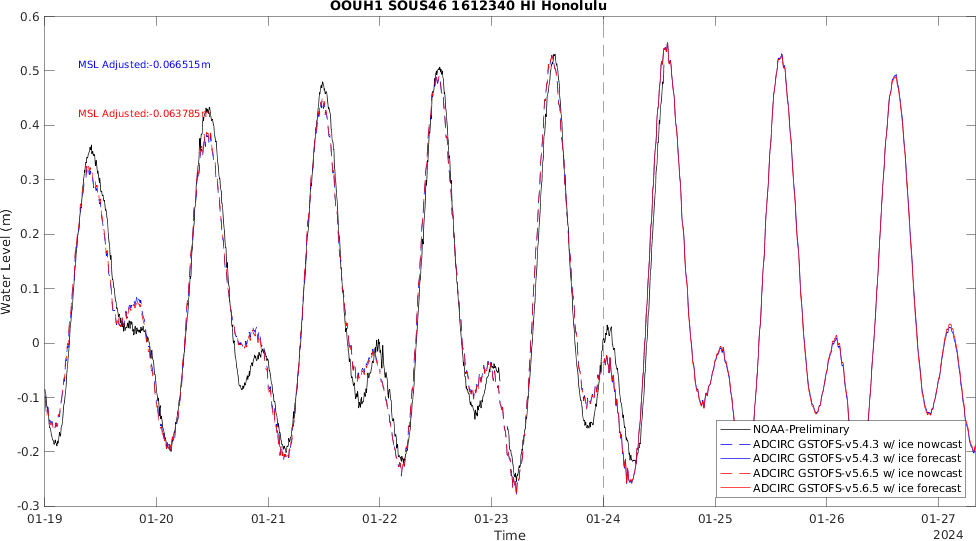 OOUH1 SOUS46 1612340 HI Honolulu
0.6
0.5
0.4
0.3
0.2
0.1
0
-0.1
-0.2
-0.3
Water Level (m)
MSL Adjusted:-0.066515m
MSL Adjusted:-0.063785m
NOAA-Preliminary
ADCIRC GSTOFS-v5.4.3 w/ ice nowcast
ADCIRC GSTOFS-v5.4.3 w/ ice forecast
ADCIRC GSTOFS-v5.6.5 w/ ice nowcast
ADCIRC GSTOFS-v5.6.5 w/ ice forecast
01-19 01-20 01-21 01-22 01-23 01-24 01-25 01-26 01-27
Time
2024